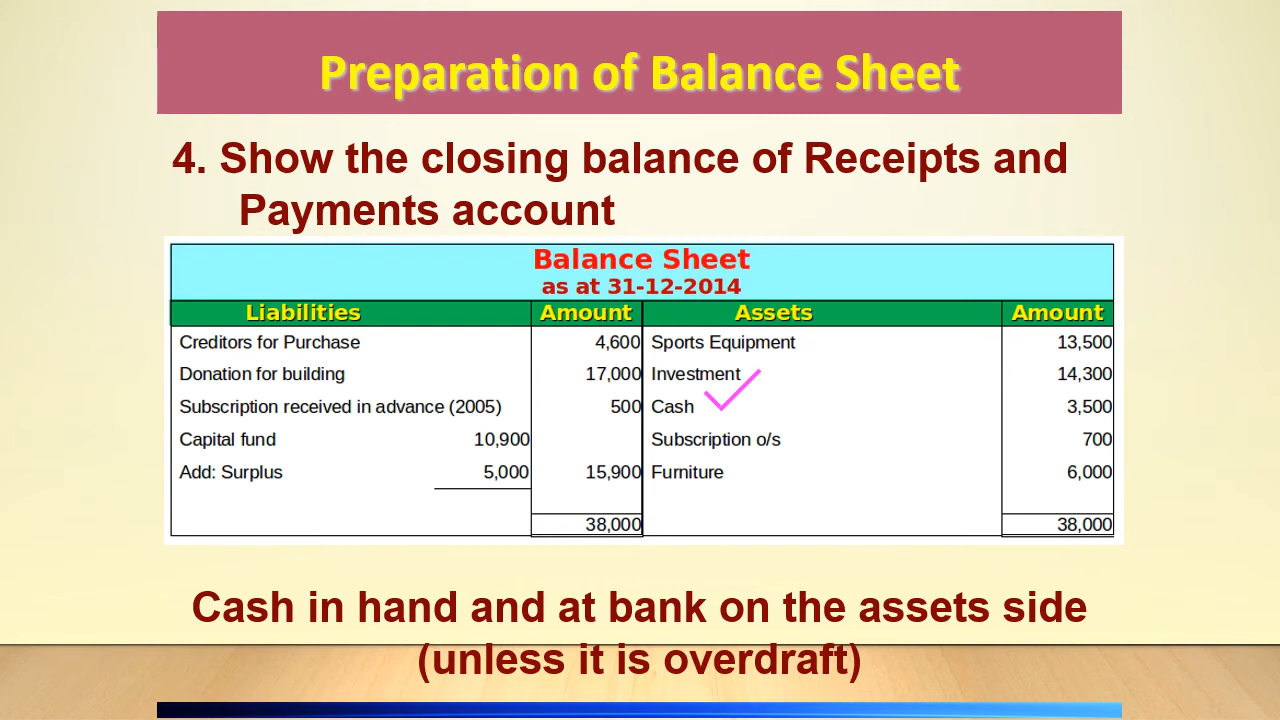 Preparation of Balance Sheet
4. Show the closing balance of Receipts and
Payments account
Balance Sheet
as at 31-12-2014
Liabilities Amount Assets Amount
Creditors for Purchase 4,600 Sports Equipment 13,500
Donation for building 17,000 Investment 14,300
Subscription received in advance (2005) 500 Cash 3,500
Capital fund 10,900 Subscription o/s 700
Add: Surplus 5,000 15,900 Furniture 6,000
38,000 38,000
Cash in hand and at bank on the assets side
(unless it is overdraft)